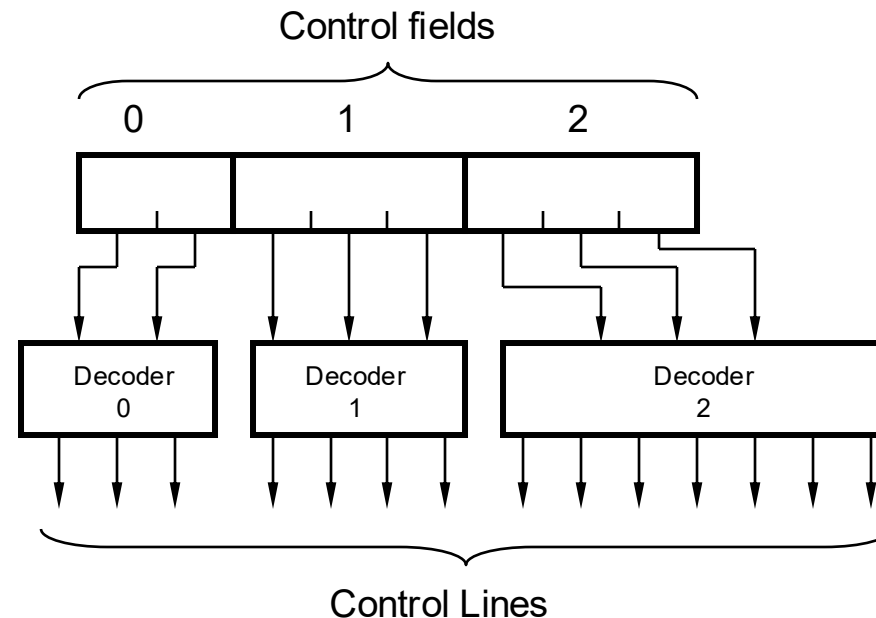 Control fields
0 1 2
Decoder
0
Decoder
1
Decoder
2
Control Lines